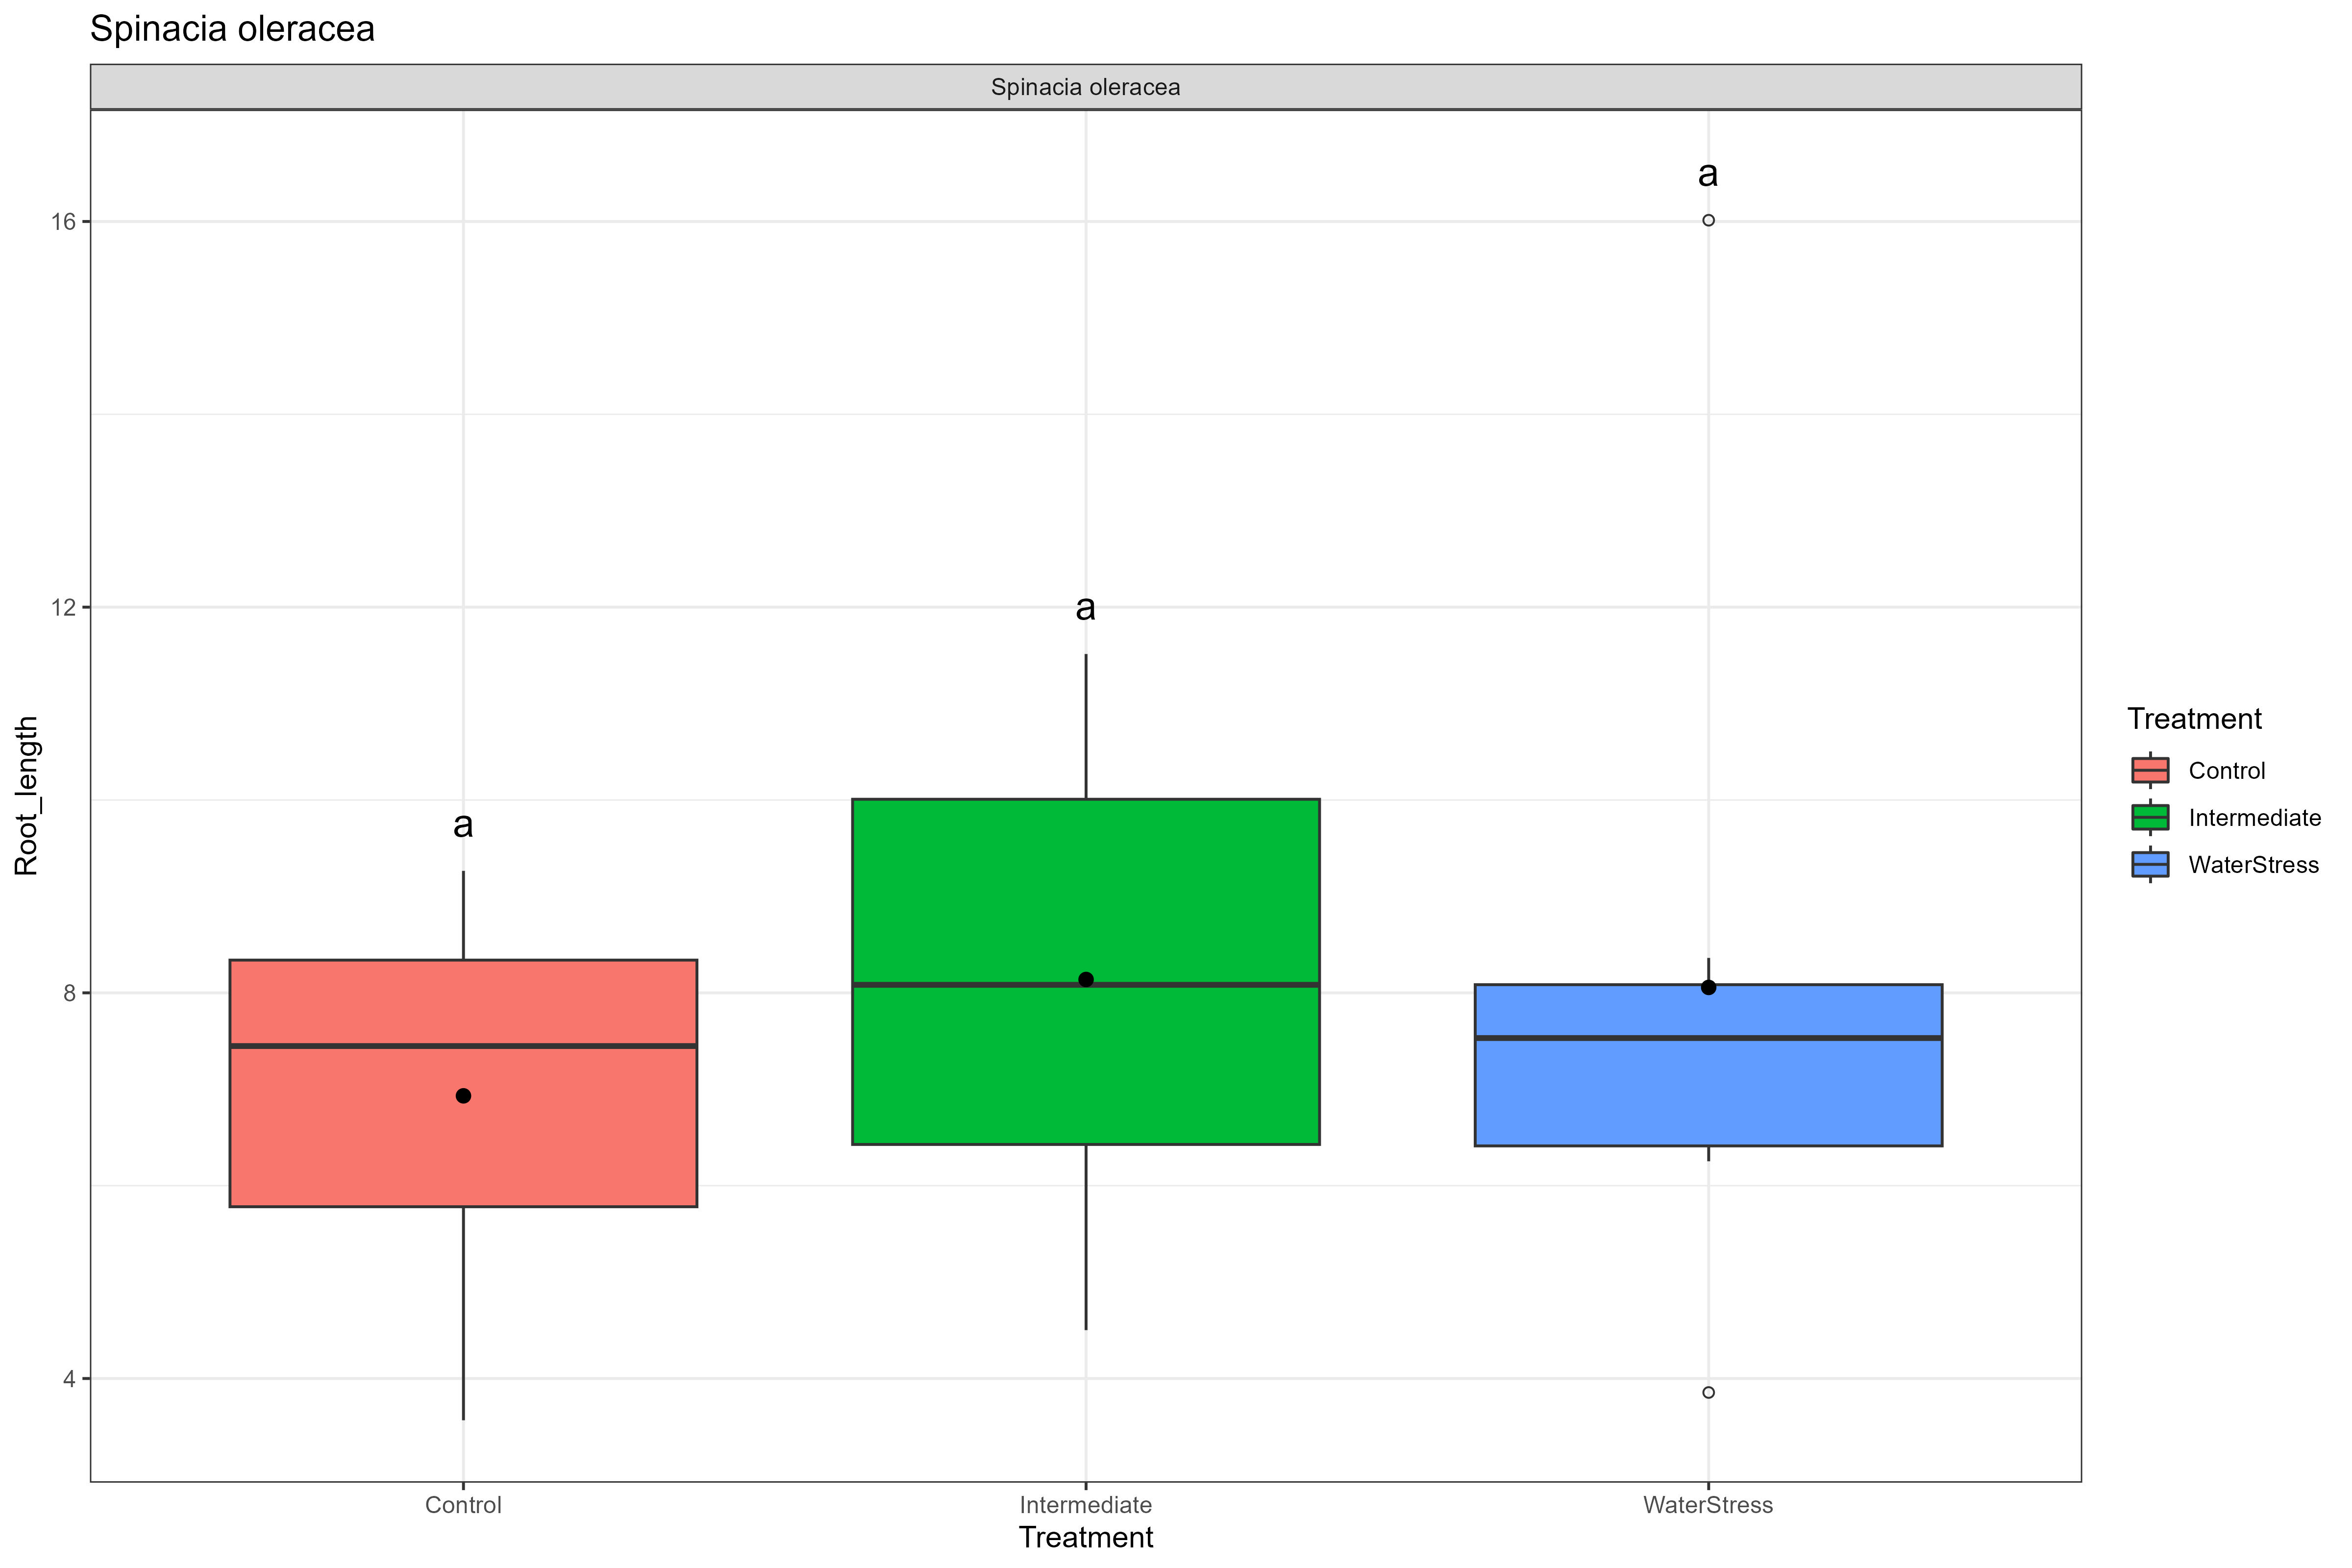 Spinacia oleracea
Spinacia oleracea
a
16
a
12
a
8
4
Root_length
Control
Intermediate
WaterStress
Treatment
Treatment
Control
Intermediate
WaterStress